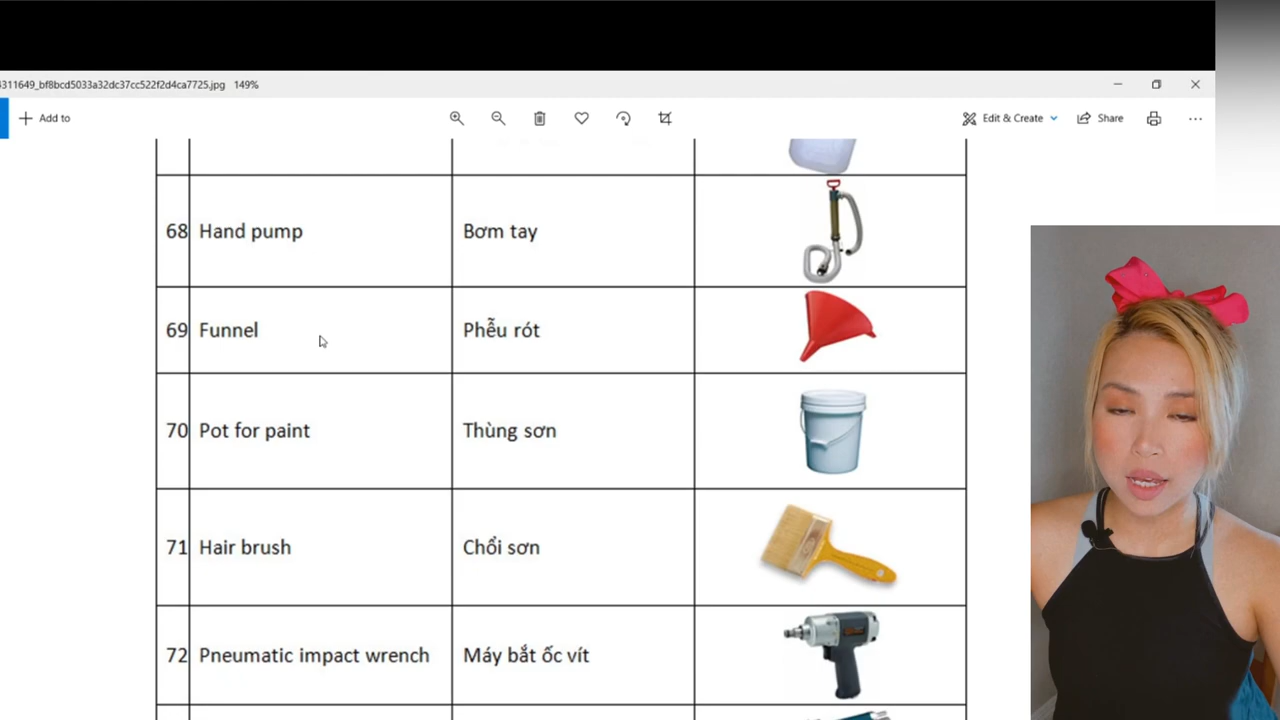 4311649_bf8bcd5033a32dc37cc522f2d4ca7725.jpg 149%
Add to
Edit & Create
Share
68 Hand pump Bơm tay
69 Funnel Phễu rót
70 Pot for paint Thùng sơn
71 Hair brush Chổi sơn
72 Pneumatic impact wrench Máy bắt ốc vít